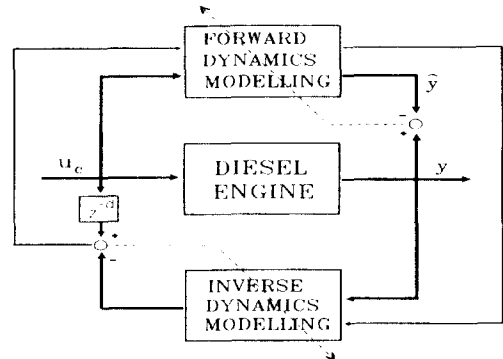 FORWARD
DYNAMICS
MODELLING
ŷ
−
+
u_c
DIESEL
ENGINE
y
z^{-d}
+
−
INVERSE
DYNAMICS
MODELLING